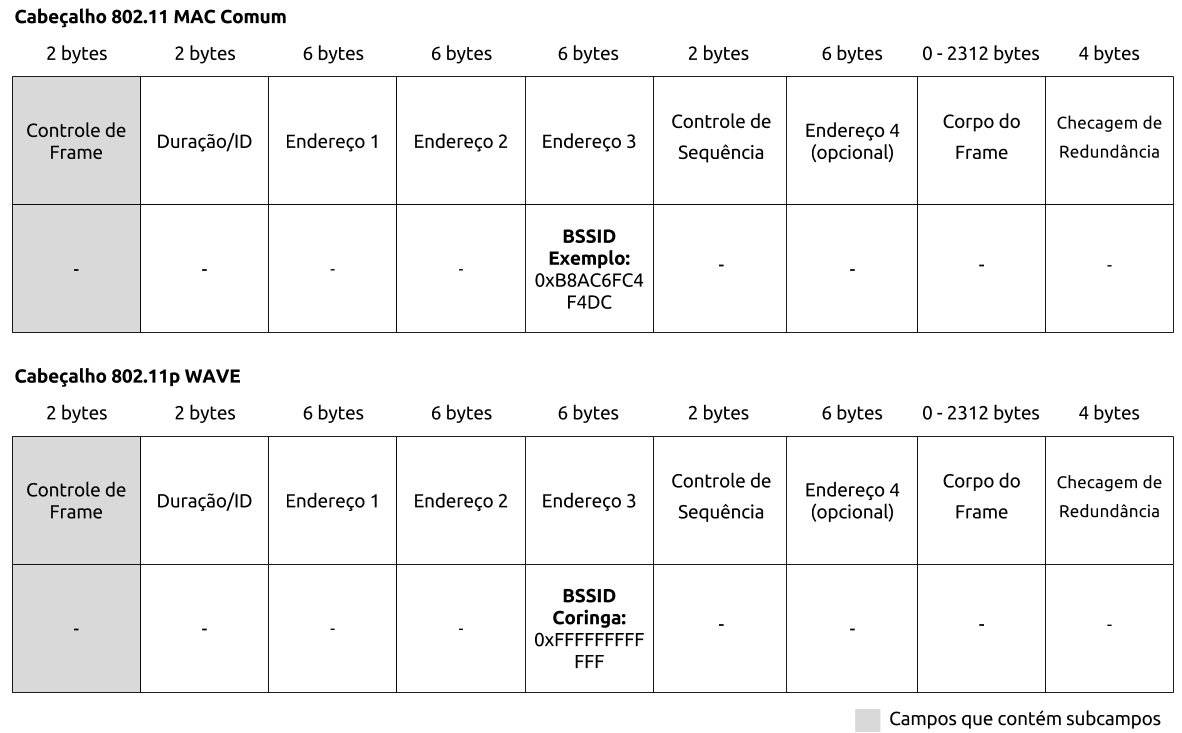 Cabeçalho 802.11 MAC Comum
2 bytes 2 bytes 6 bytes 6 bytes 6 bytes 2 bytes 6 bytes 0 - 2312 bytes 4 bytes
Controle de
Frame
Duração/ID
Endereço 1
Endereço 2
Endereço 3
Controle de
Sequência
Endereço 4
(opcional)
Corpo do
Frame
Checagem de
Redundância
-
-
-
-
BSSID
Exemplo:
0xB8AC6FC4
F4DC
-
-
-
-
Cabeçalho 802.11p WAVE
2 bytes 2 bytes 6 bytes 6 bytes 6 bytes 2 bytes 6 bytes 0 - 2312 bytes 4 bytes
Controle de
Frame
Duração/ID
Endereço 1
Endereço 2
Endereço 3
Controle de
Sequência
Endereço 4
(opcional)
Corpo do
Frame
Checagem de
Redundância
-
-
-
-
BSSID
Coringa:
0xFFFFFFFFF
FFF
-
-
-
-
Campos que contém subcampos